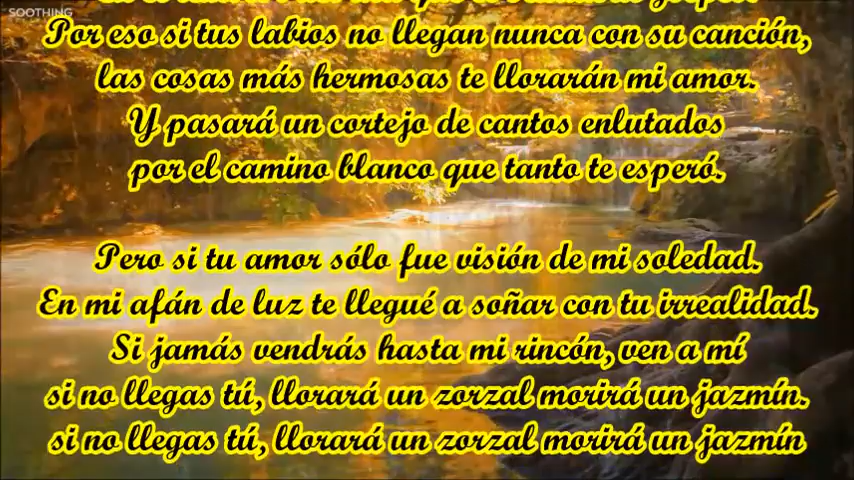 SOOTHING
Por eso si tus labios no llegan nunca con su canción,
las cosas más hermosas te llorarán mi amor.
Y pasará un cortejo de cantos enlutados
por el camino blanco que tanto te esperó.
Pero si tu amor sólo fue visión de mi soledad.
En mi afán de luz te llegué a soñar con tu irrealidad.
Si jamás vendrás hasta mi rincón, ven a mí
si no llegas tú, llorará un zorzal morirá un jazmín.
si no llegas tú, llorará un zorzal morirá un jazmín